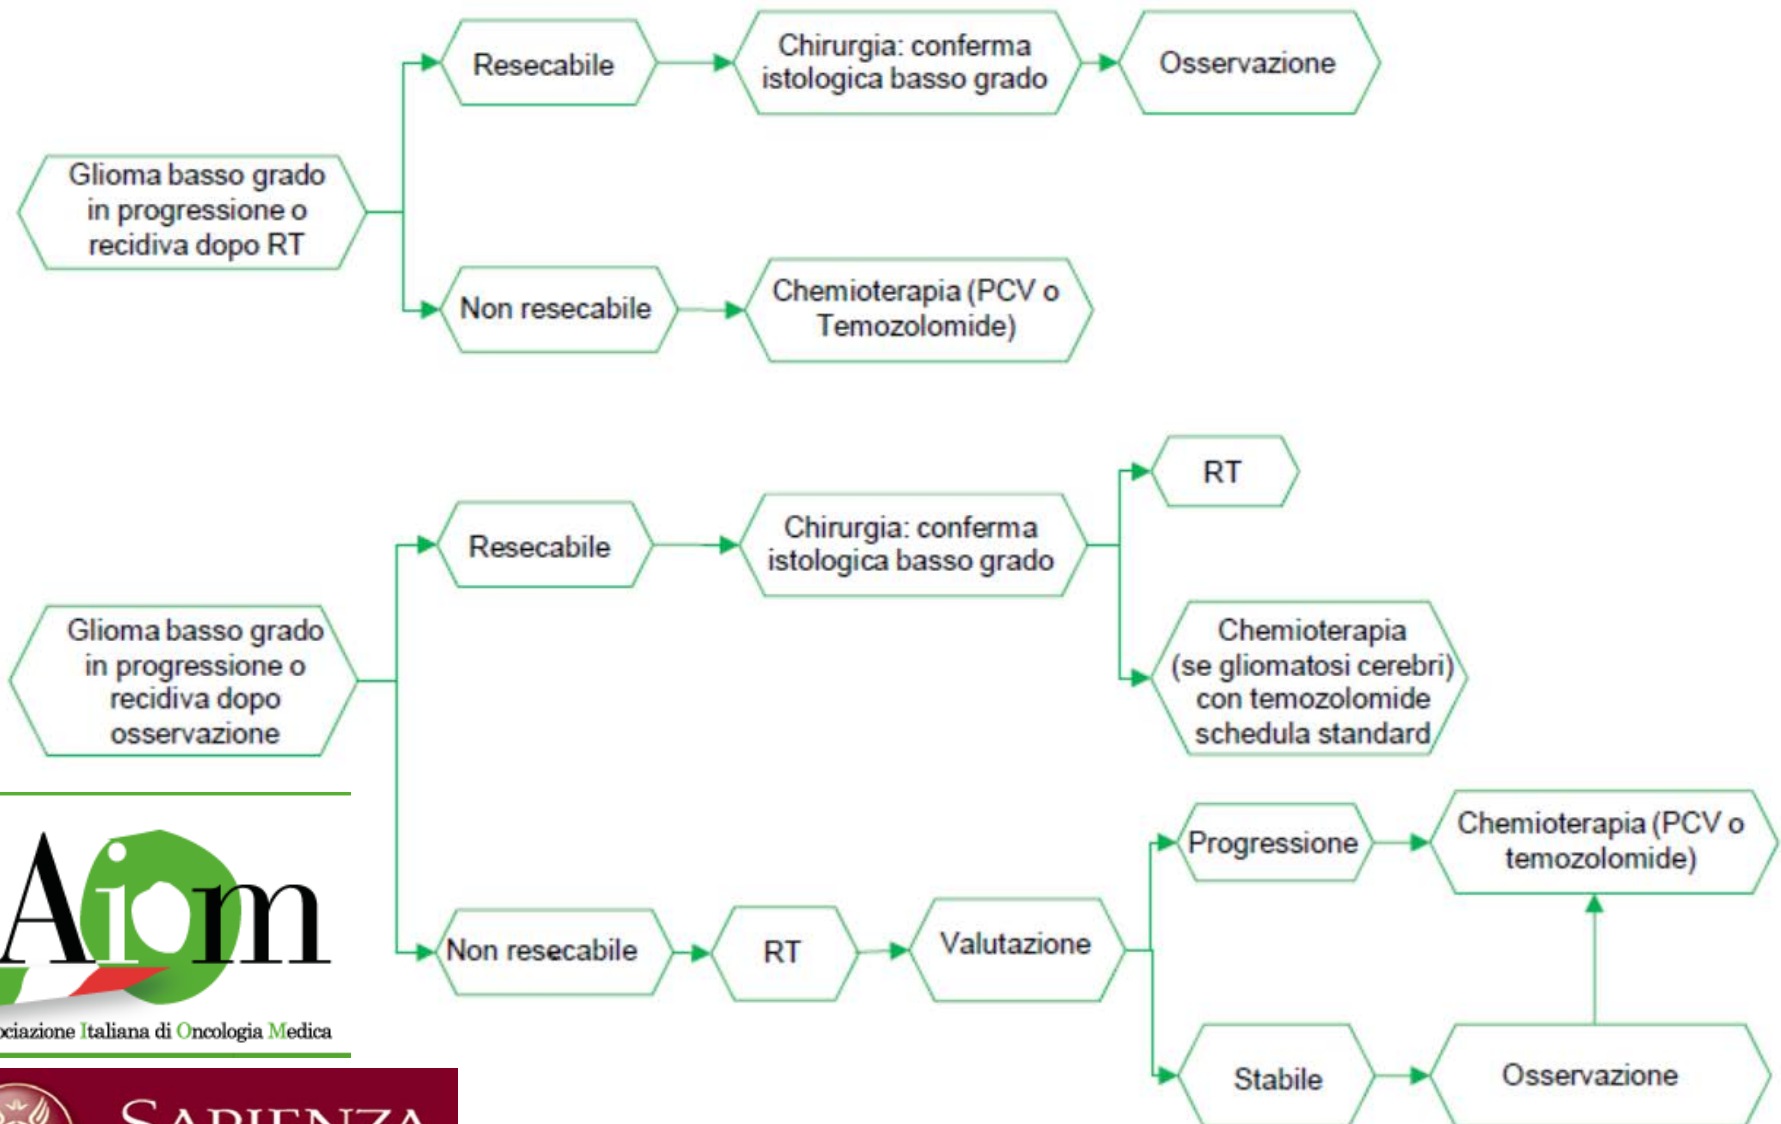 Resecabile
Chirurgia: conferma
istologica basso grado
Osservazione
Glioma basso grado
in progressione o
recidiva dopo RT
Non resecabile
Chemioterapia (PCV o
Temozolomide)
RT
Resecabile
Chirurgia: conferma
istologica basso grado
Glioma basso grado
in progressione o
recidiva dopo
osservazione
Chemioterapia
(se gliomatosi cerebri)
con temozolomide
schedula standard
Progressione
Chemioterapia (PCV o
temozolomide)
Non resecabile
RT
Valutazione
Stabile
Osservazione
Aiom
ociazione Italiana di Oncologia Medica
SAPIENZA